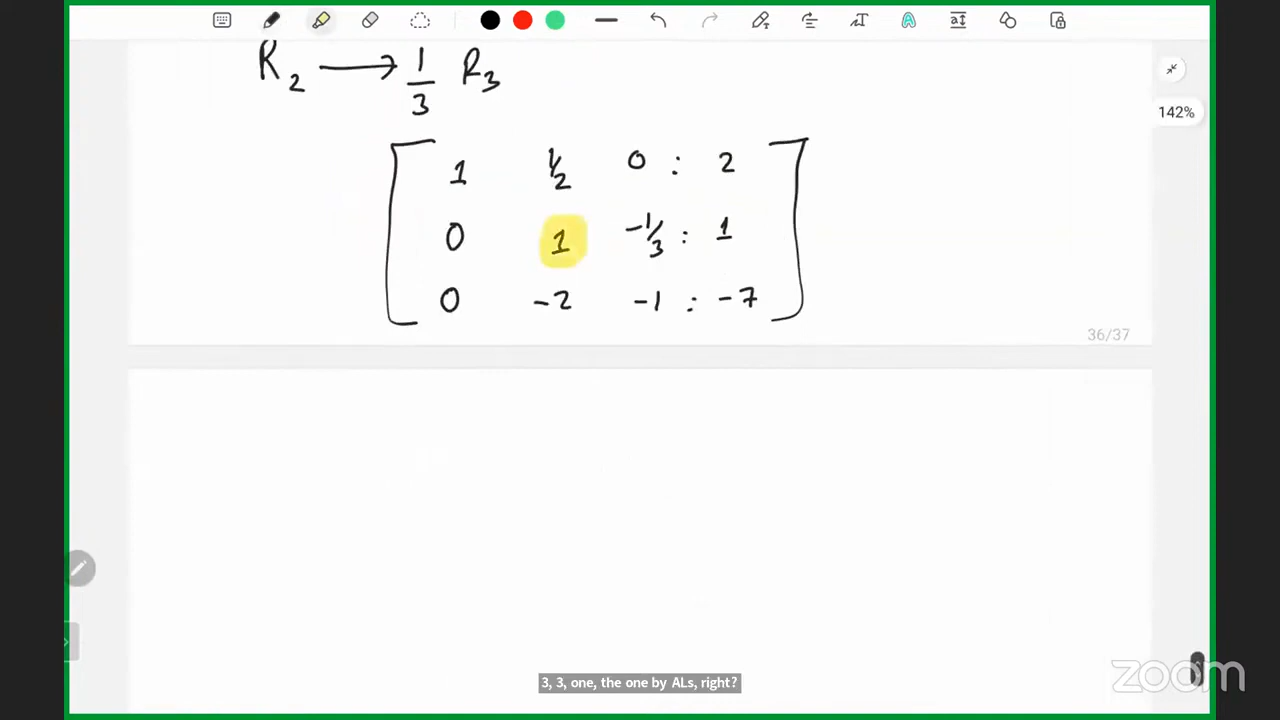 142%
R₂ ⟶ 1/3 R₃
1 1/2 0 : 2
0 1 -1/3 : 1
0 -2 -1 : -7
36/37
3, 3, one, the one by ALs, right?
zoom